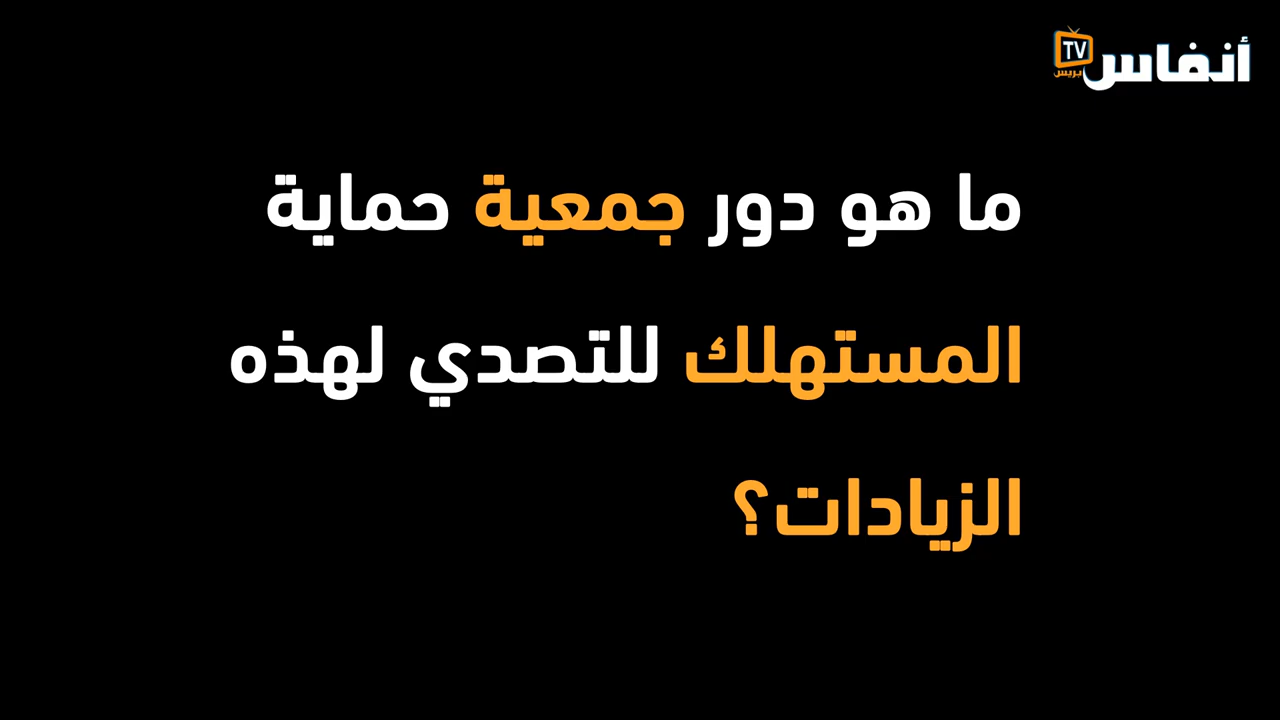 أنفاس
TV
بريس
ما هو دور جمعية حماية
المستهلك للتصدي لهذه
الزيادات؟